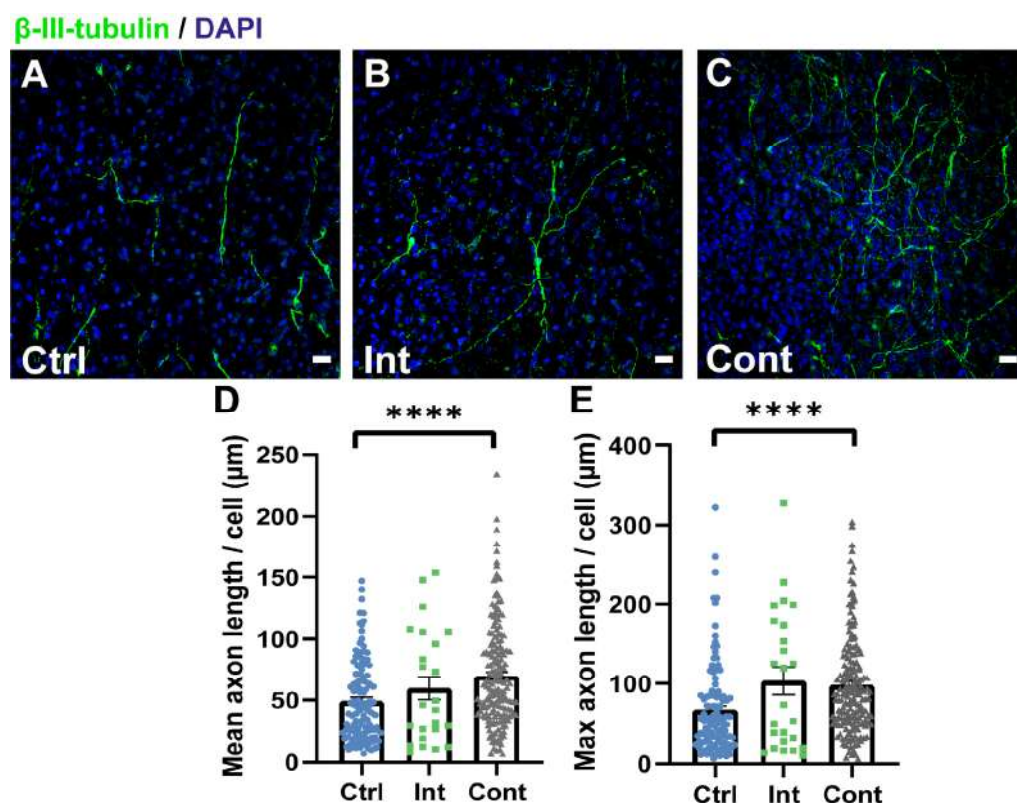 β-III-tubulin / DAPI
A
B
C
Ctrl
Int
Cont
D
E
****
****
Mean axon length / cell (µm)
250
200
150
100
50
0
Ctrl Int Cont
Max axon length / cell (µm)
400
300
200
100
0
Ctrl Int Cont